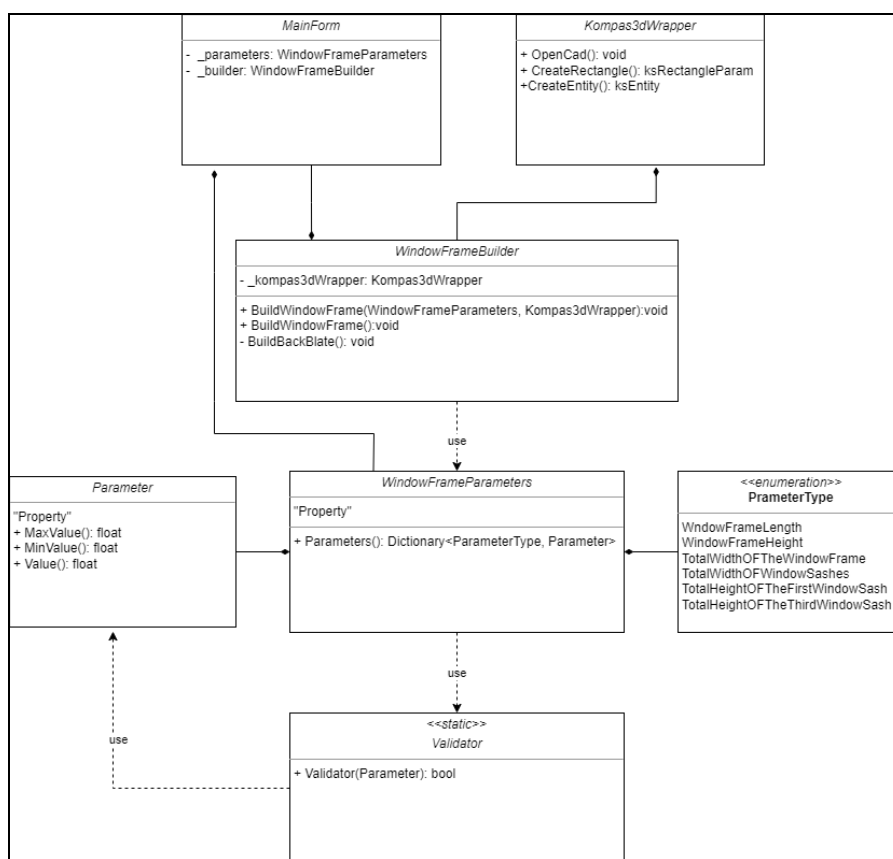 MainForm
- _parameters: WindowFrameParameters
- _builder: WindowFrameBuilder
Kompas3dWrapper
+ OpenCad(): void
+ CreateRectangle(): ksRectangleParam
+CreateEntity(): ksEntity
WindowFrameBuilder
- _kompas3dWrapper: Kompas3dWrapper
+ BuildWindowFrame(WindowFrameParameters, Kompas3dWrapper):void
+ BuildWindowFrame():void
- BuildBackBlate(): void
use
Parameter
"Property"
+ MaxValue(): float
+ MinValue(): float
+ Value(): float
WindowFrameParameters
"Property"
+ Parameters(): Dictionary<ParameterType, Parameter>
<<enumeration>>
PrameterType
WndowFrameLength
WindowFrameHeight
TotalWidthOFTheWindowFrame
TotalWidthOFWindowSashes
TotalHeightOFTheFirstWindowSash
TotalHeightOFTheThirdWindowSash
use
use
<<static>>
Validator
+ Validator(Parameter): bool